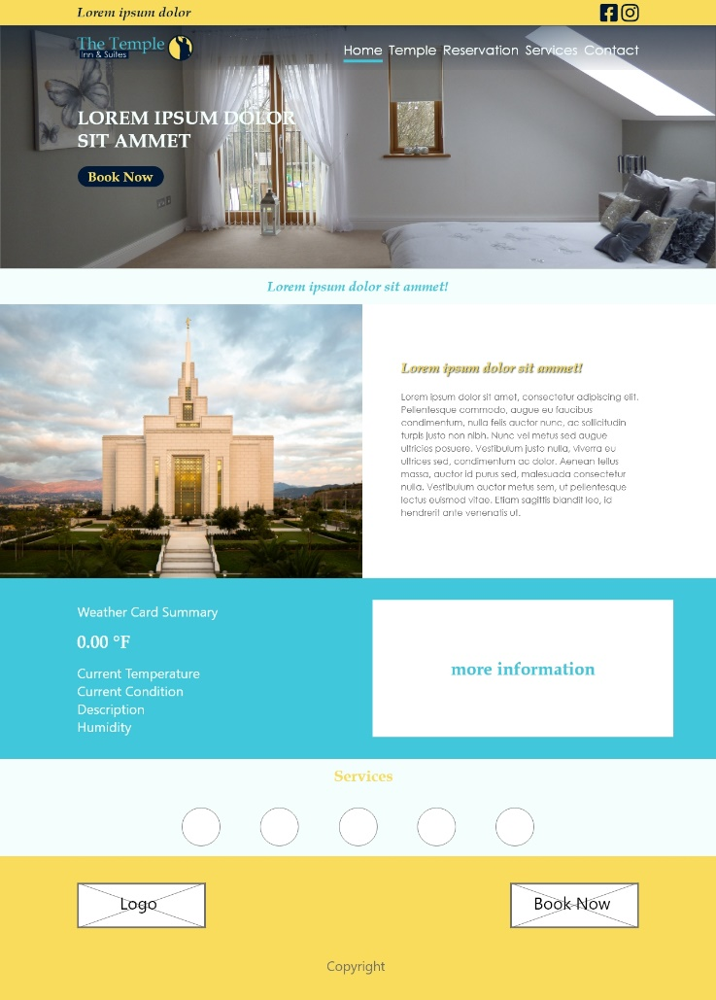 Lorem ipsum dolor
The Temple
Inn & Suites
Home Temple Reservation Services Contact
LOREM IPSUM DOLOR
SIT AMMET
Book Now
Lorem ipsum dolor sit ammet!
Lorem ipsum dolor sit ammet!
Lorem ipsum dolor sit amet, consectetur adipiscing elit.
Pellentesque commodo, augue eu faucibus
condimentum, nulla felis auctor nunc, ac sollicitudin
turpis justo non nibh. Nunc vel metus sed augue
ultricies posuere. Vestibulum justo nulla, viverra eu
ultrices sed, condimentum ac dolor. Aenean tellus
massa, auctor id purus sed, malesuada consectetur
nulla. Vestibulum auctor metus sem, ut pellentesque
lectus euismod vitae. Etiam sagittis blandit leo, id
hendrerit ante venenatis ut.
Weather Card Summary
0.00 °F
Current Temperature
Current Condition
Description
Humidity
more information
Services
Logo
Book Now
Copyright